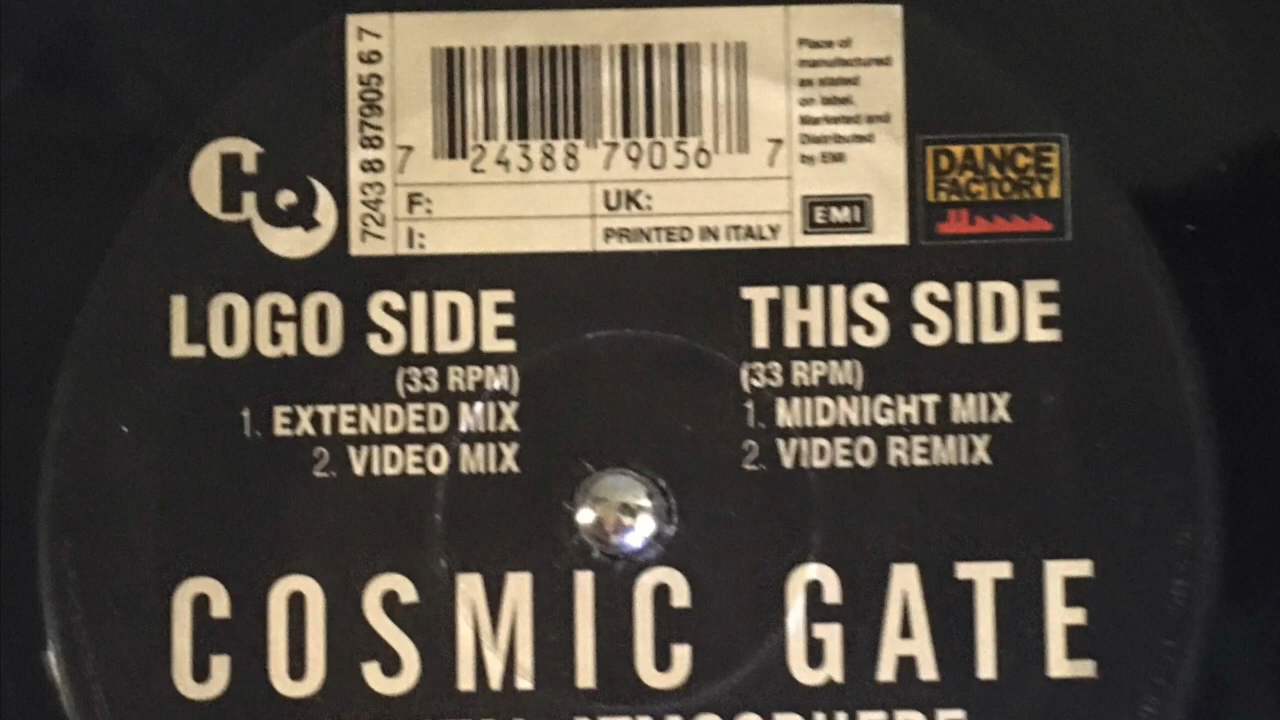 7243 8 87905 6 7
7 24388 79056 7
F:
UK:
I:
PRINTED IN ITALY
Place of
manufactured
as stated
on label.
Marketed and
Distributed
by EMI
EMI
HQ
DANCE
FACTORY
LOGO SIDE
(33 RPM)
1. EXTENDED MIX
2. VIDEO MIX
THIS SIDE
(33 RPM)
1. MIDNIGHT MIX
2. VIDEO REMIX
COSMIC GATE
ATMOSPHERE